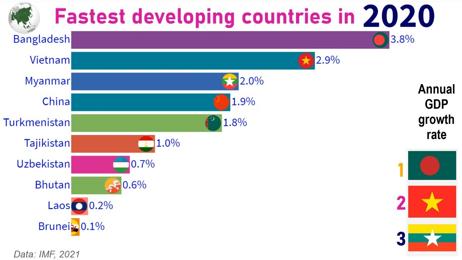 Fastest developing countries in 2020
Bangladesh 3.8%
Vietnam 2.9%
Myanmar 2.0%
China 1.9%
Turkmenistan 1.8%
Tajikistan 1.0%
Uzbekistan 0.7%
Bhutan 0.6%
Laos 0.2%
Brunei 0.1%
Annual
GDP
growth
rate
1
2
3
Data: IMF, 2021